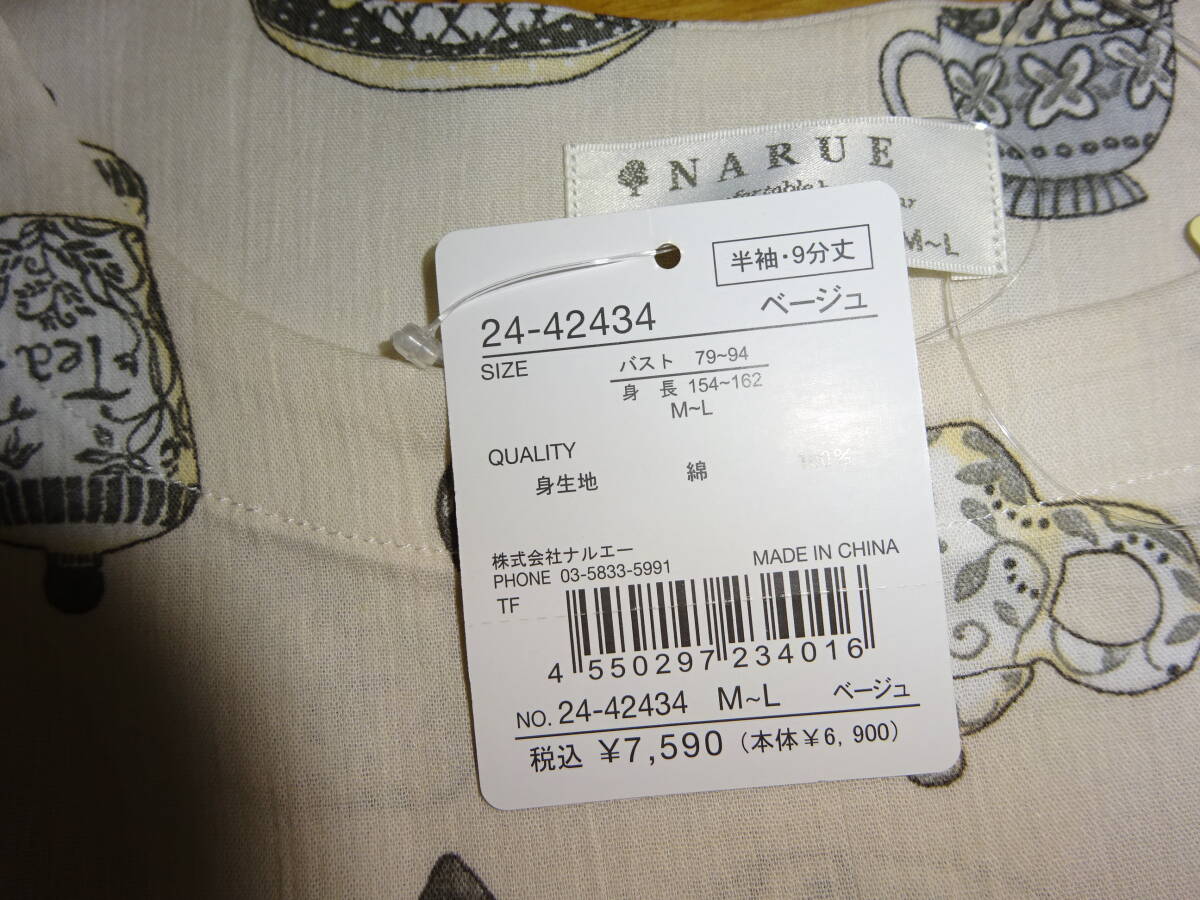 NARUE
M~L
半袖・9分丈
24-42434 ベージュ
SIZE バスト 79~94
身 長 154~162
M~L
QUALITY
身生地 綿 100%
株式会社ナルエー
PHONE 03-5833-5991 MADE IN CHINA
TF
4 550297 234016
NO. 24-42434 M~L ベージュ
税込 ¥7,590 (本体¥6, 900)
Tea